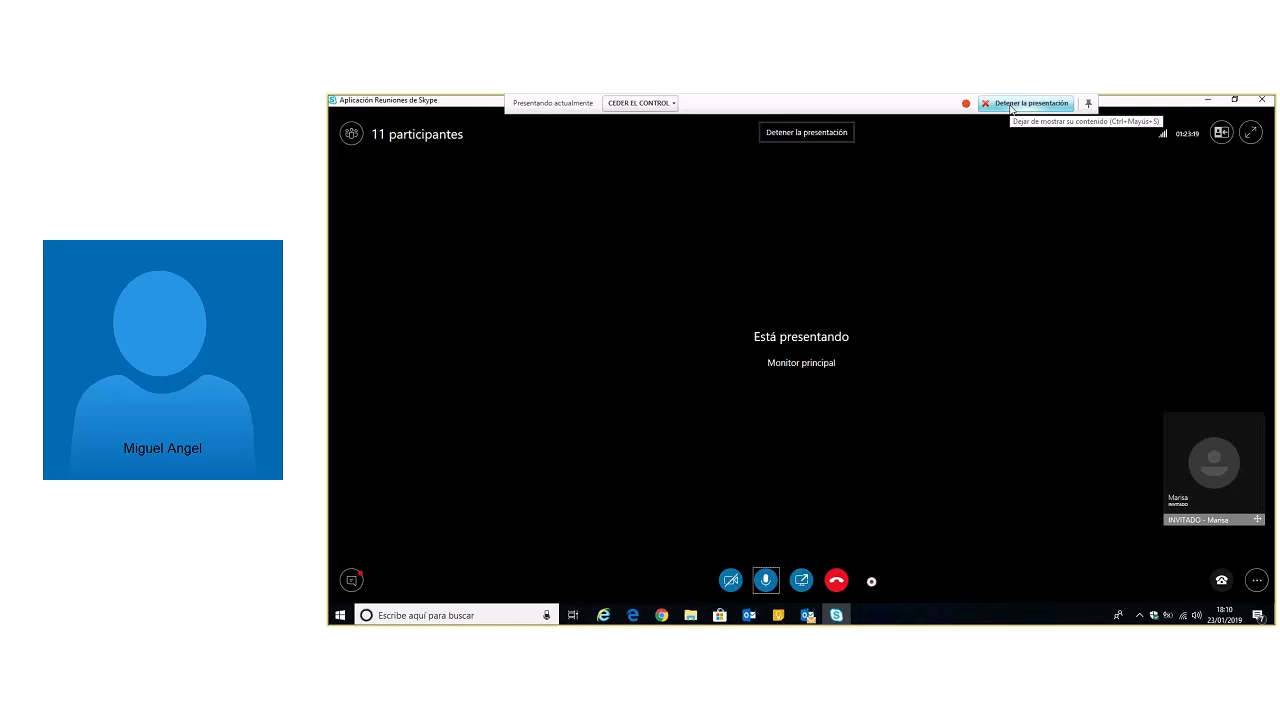 Aplicación Reuniones de Skype
Presentando actualmente
CEDER EL CONTROL
Detener la presentación
Dejar de mostrar su contenido (Ctrl+Mayús+S)
11 participantes
Detener la presentación
01:23:19
Está presentando
Monitor principal
Miguel Angel
Marisa
INVITADO
INVITADO - Marisa
Escribe aquí para buscar
18:10
23/01/2019